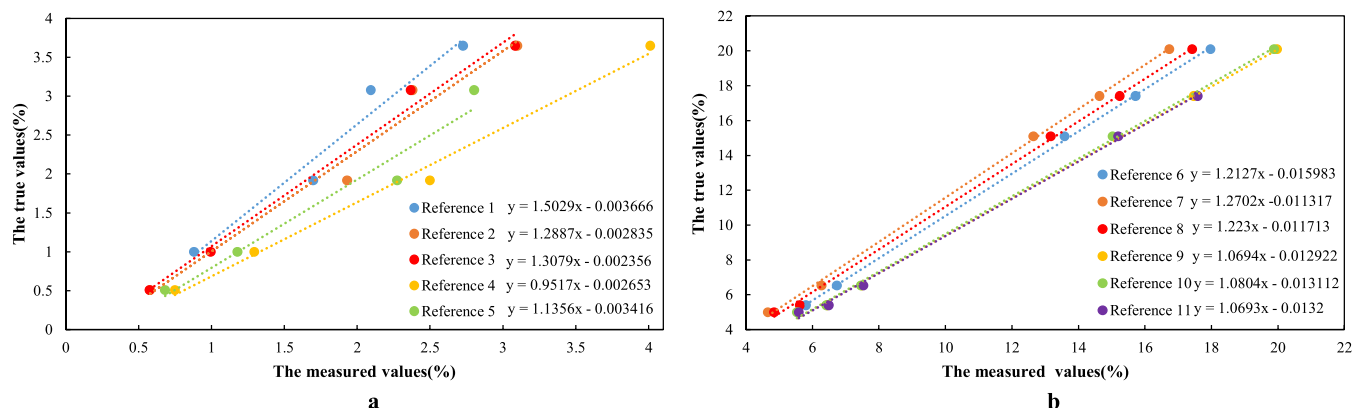 4
3.5
3
2.5
2
1.5
1
0.5
0
The true values(%)
Reference 1 y = 1.5029x - 0.003666
Reference 2 y = 1.2887x - 0.002835
Reference 3 y = 1.3079x - 0.002356
Reference 4 y = 0.9517x - 0.002653
Reference 5 y = 1.1356x - 0.003416
0 0.5 1 1.5 2 2.5 3 3.5 4
The measured values(%)
a
22
20
18
16
14
12
10
8
6
4
The true values(%)
Reference 6 y = 1.2127x - 0.015983
Reference 7 y = 1.2702x -0.011317
Reference 8 y = 1.223x - 0.011713
Reference 9 y = 1.0694x - 0.012922
Reference 10 y = 1.0804x - 0.013112
Reference 11 y = 1.0693x - 0.0132
4 6 8 10 12 14 16 18 20 22
The measured values(%)
b